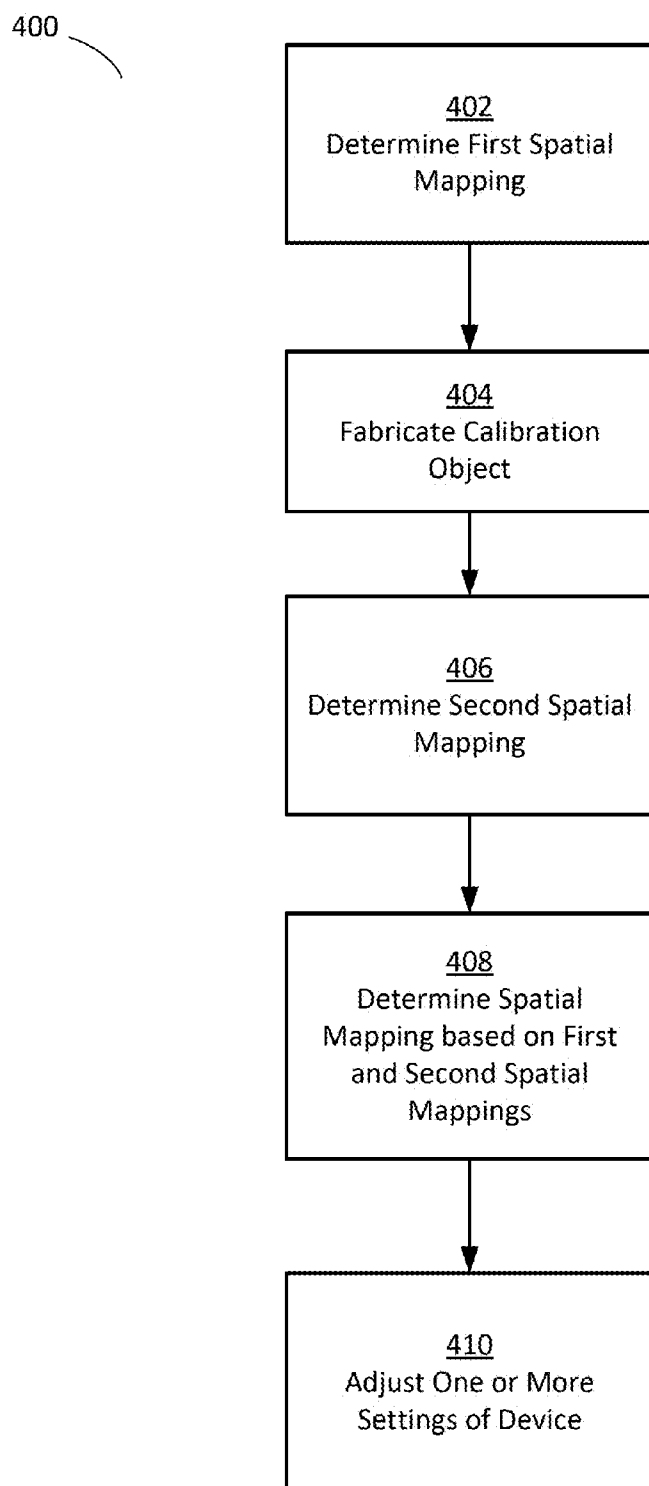 400
402
Determine First Spatial
Mapping
404
Fabricate Calibration
Object
406
Determine Second Spatial
Mapping
408
Determine Spatial
Mapping based on First
and Second Spatial
Mappings
410
Adjust One or More
Settings of Device